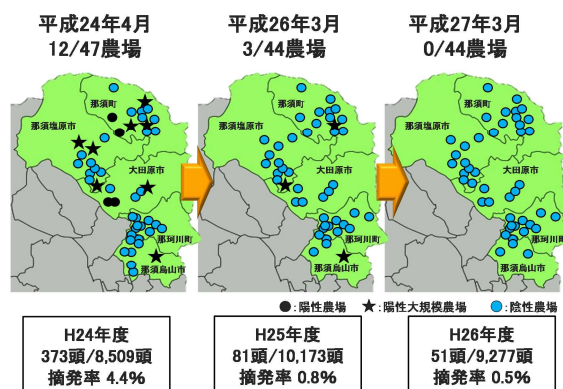 平成24年4月
12/47農場
平成26年3月
3/44農場
平成27年3月
0/44農場
那須町
那須塩原市
大田原市
那珂川町
那須烏山市
那須町
那須塩原市
大田原市
那珂川町
那須烏山市
那須町
那須塩原市
大田原市
那珂川町
那須烏山市
●:陽性農場 ★:陽性大規模農場 ●:陰性農場
H24年度
373頭/8,509頭
摘発率 4.4%
H25年度
81頭/10,173頭
摘発率 0.8%
H26年度
51頭/9,277頭
摘発率 0.5%